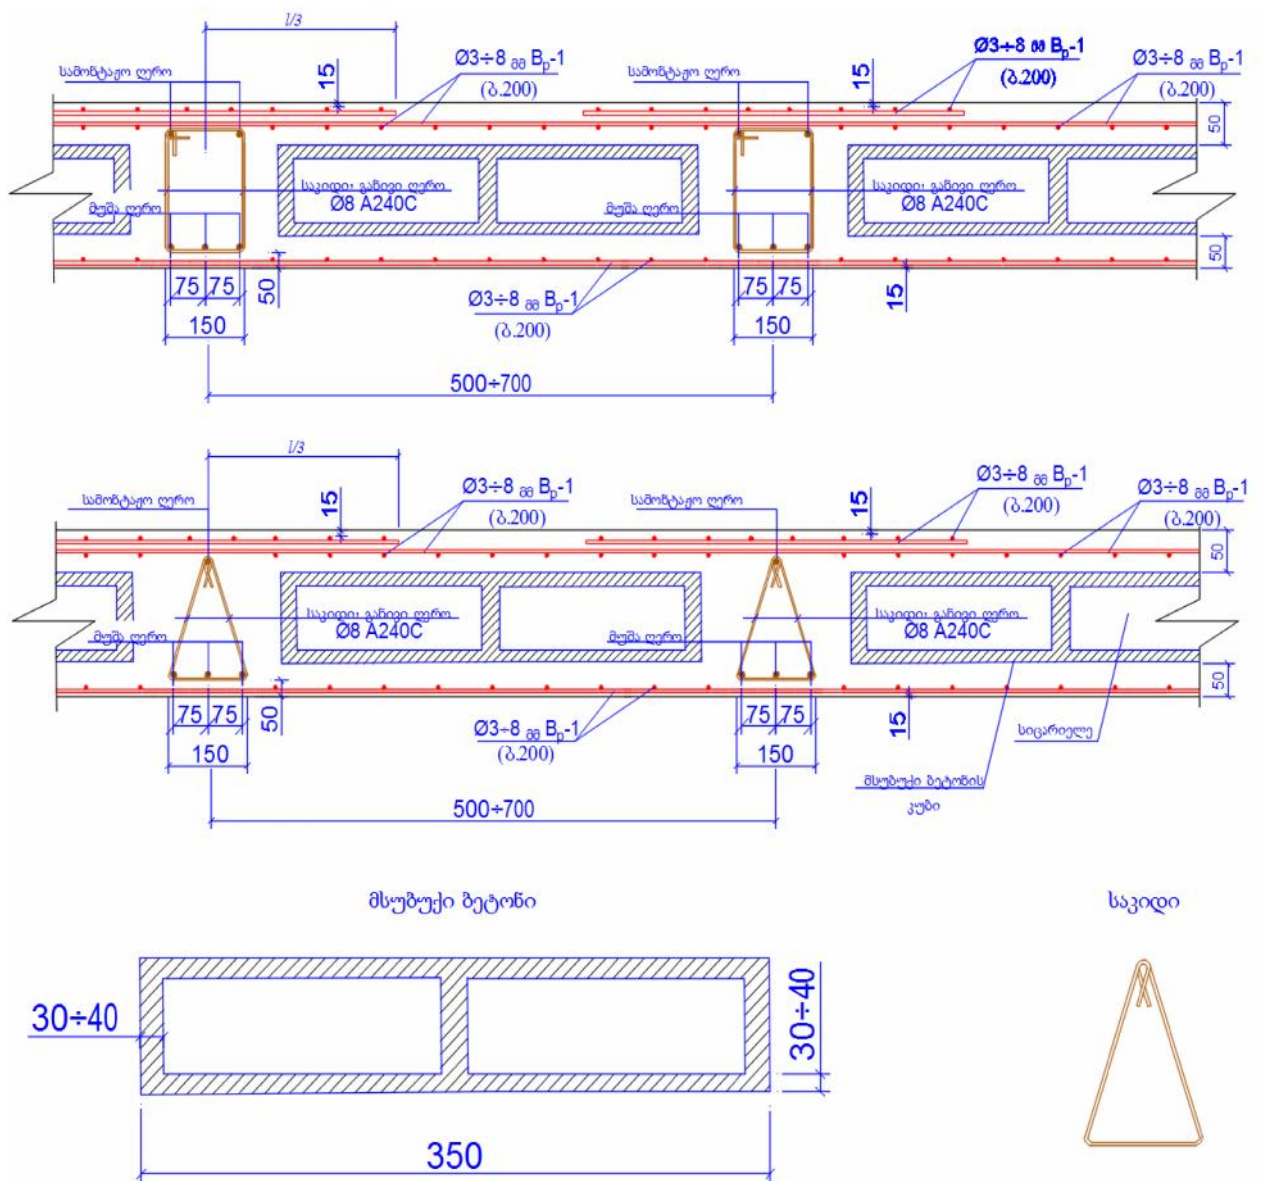 l/3
სამონტაჟო ღერო
15
Ø3÷8 მმ Bp-1
(ბ.200)
სამონტაჟო ღერო
15
Ø3÷8 მმ Bp-1
(ბ.200)
Ø3÷8 მმ Bp-1
(ბ.200)
50
საკიდი; განივი ღერო
Ø8 A240C
მუშა ღერო
საკიდი; განივი ღერო
Ø8 A240C
მუშა ღერო
50
75 75
50
Ø3÷8 მმ Bp-1
(ბ.200)
75 75
15
150
150
500÷700
l/3
სამონტაჟო ღერო
15
Ø3÷8 მმ Bp-1
(ბ.200)
სამონტაჟო ღერო
15
Ø3÷8 მმ Bp-1
(ბ.200)
Ø3÷8 მმ Bp-1
(ბ.200)
50
საკიდი; განივი ღერო
Ø8 A240C
მუშა ღერო
საკიდი; განივი ღერო
Ø8 A240C
მუშა ღერო
50
75 75
50
Ø3÷8 მმ Bp-1
(ბ.200)
75 75
15
სიცარიელე
150
150
მსუბუქი ბეტონის
კუბი
500÷700
მსუბუქი ბეტონი
საკიდი
30÷40
30÷40
350